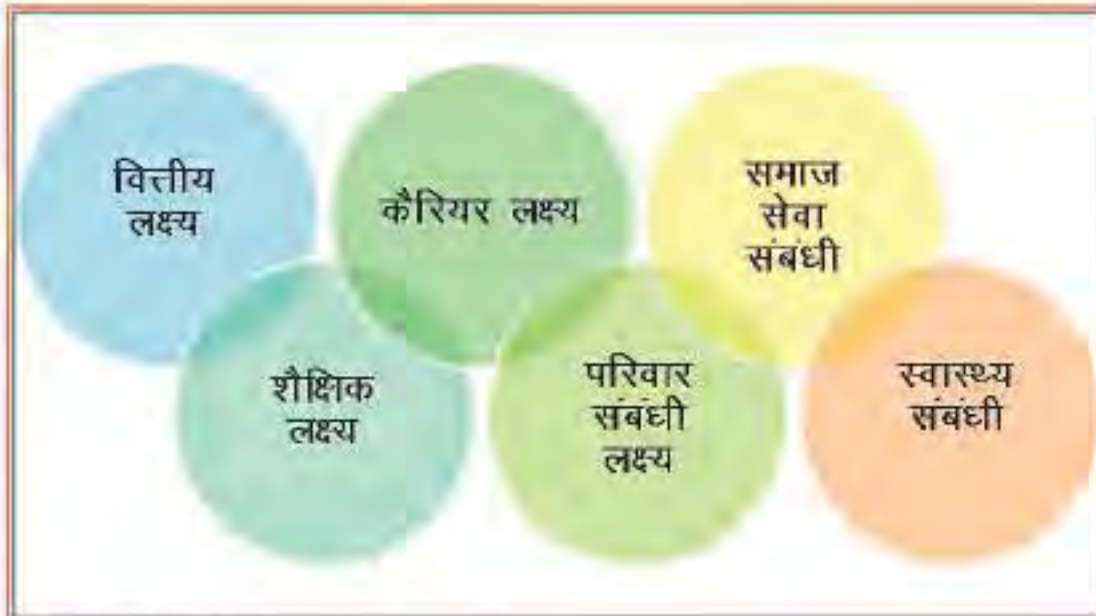 वित्तीय
लक्ष्य
कैरियर लक्ष्य
समाज
सेवा
संबंधी
शैक्षिक
लक्ष्य
परिवार
संबंधी
लक्ष्य
स्वास्थ्य
संबंधी